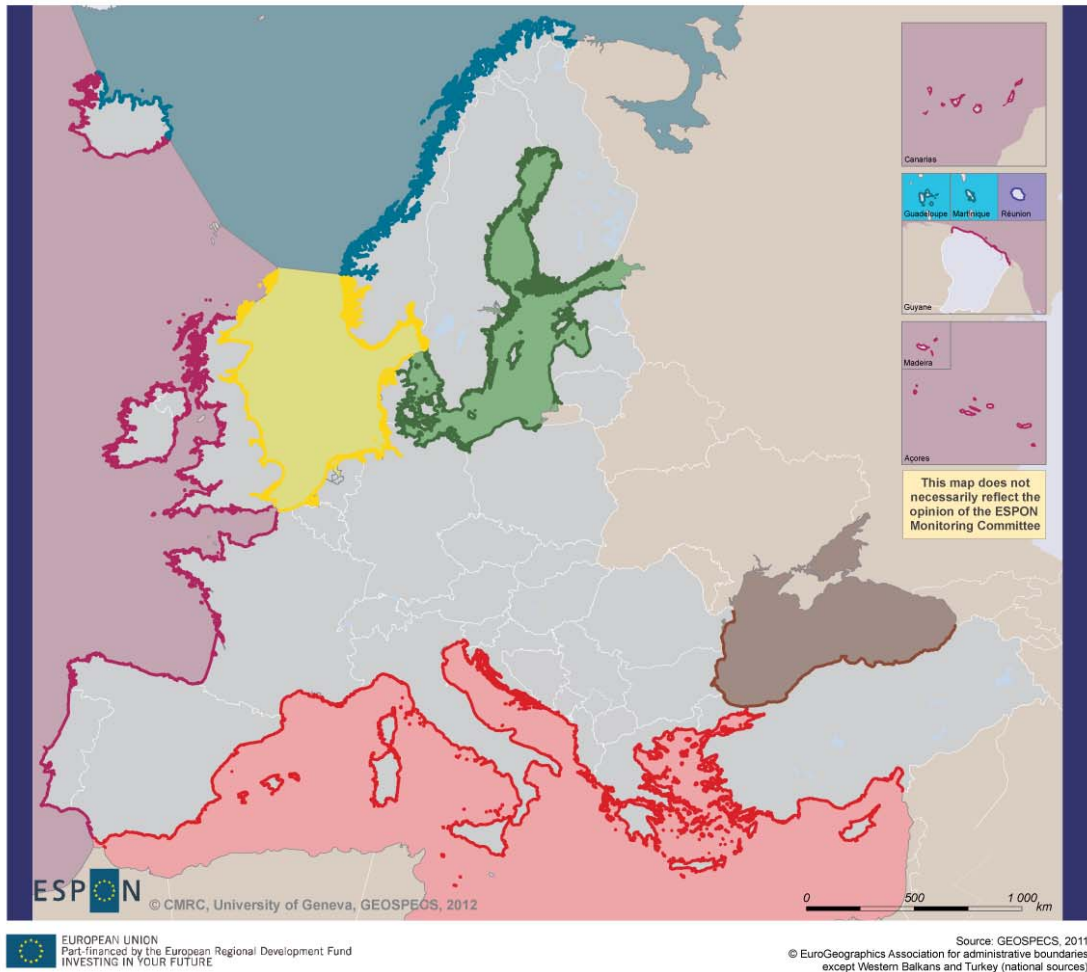 Canarias
Guadeloupe
Martinique
Réunion
Guyane
Madeira
Açores
This map does not
necessarily reflect the
opinion of the ESPON
Monitoring Committee
ESPON
© CMRC, University of Geneva, GEOSPECS, 2012
0 500 1 000
km
EUROPEAN UNION
Part-financed by the European Regional Development Fund
INVESTING IN YOUR FUTURE
Source: GEOSPECS, 2011
© EuroGeographics Association for administrative boundaries
except Western Balkans and Turkey (national sources)